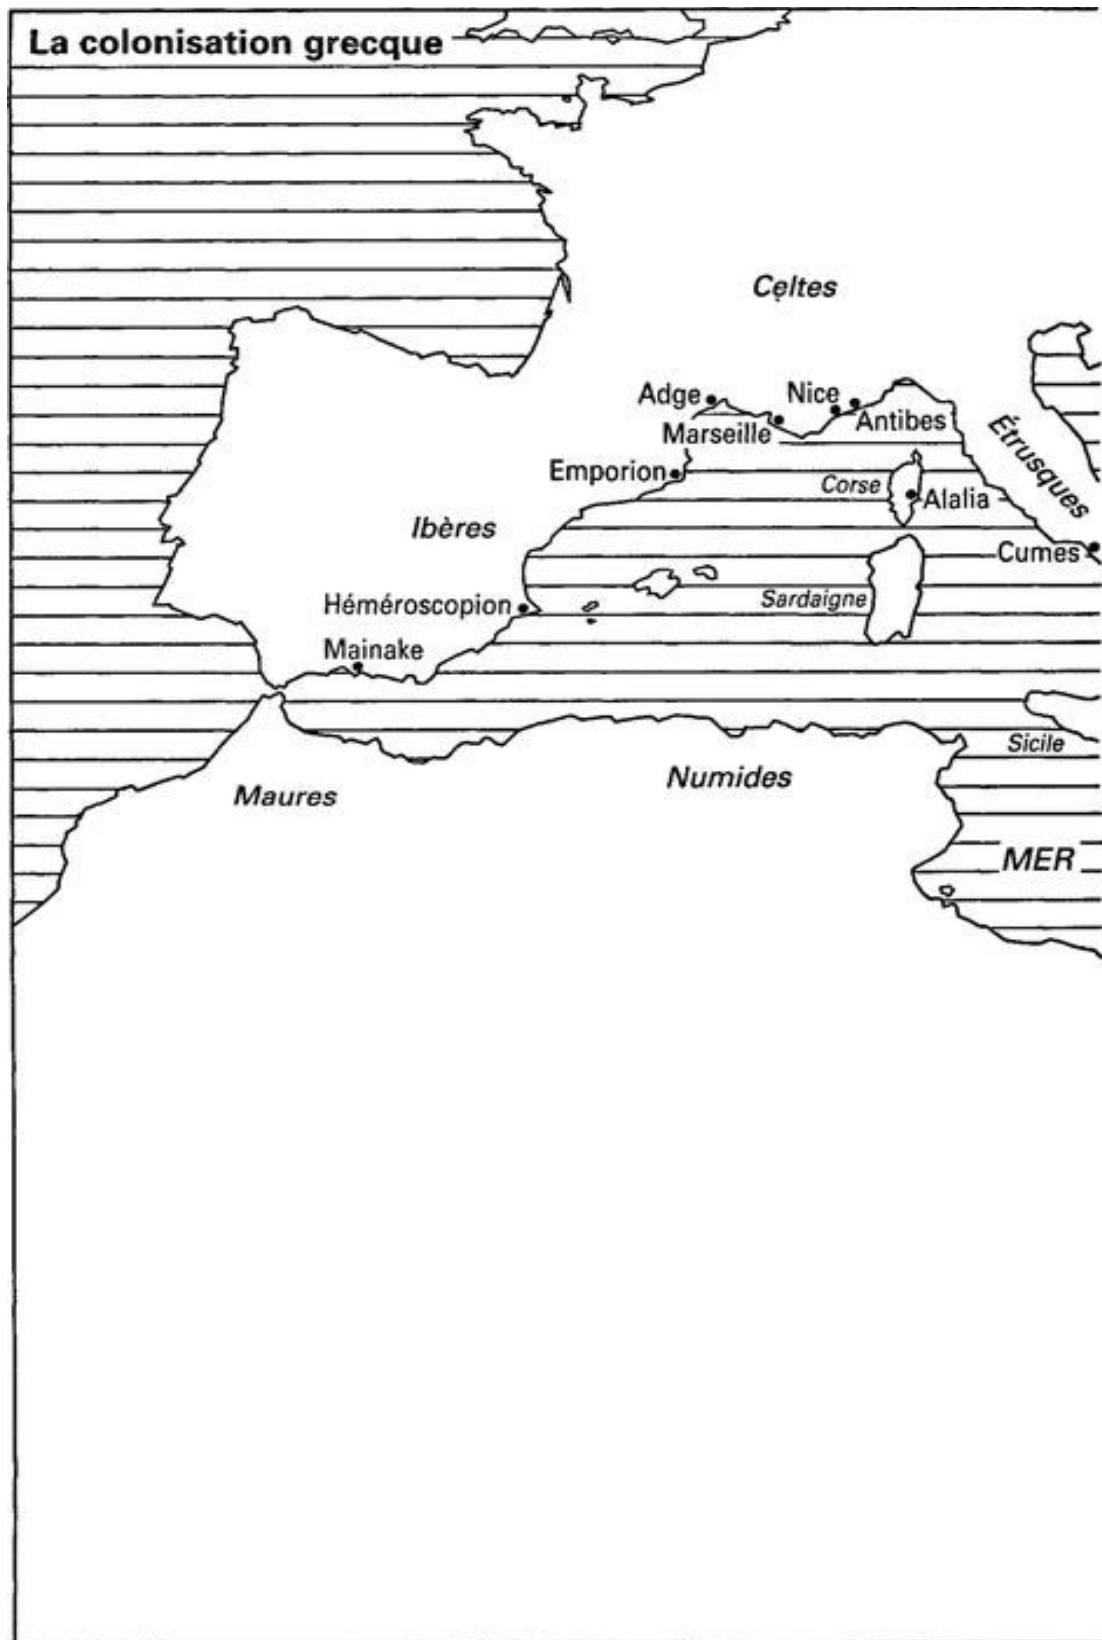 La colonisation grecque
Celtes
Adge
Nice
Antibes
Marseille
Étrusques
Emporion
Corse
Alalia
Ibères
Cumes
Héméroscopion
Sardaigne
Mainake
Sicile
Maures
Numides
MER